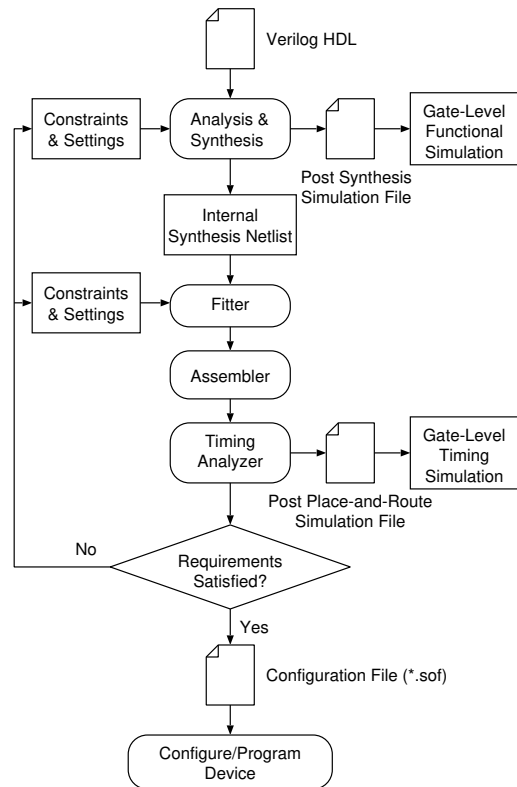 Verilog HDL
Constraints
& Settings
Analysis &
Synthesis
Gate-Level
Functional
Simulation
Post Synthesis
Simulation File
Internal
Synthesis Netlist
Constraints
& Settings
Fitter
Assembler
Timing
Analyzer
Gate-Level
Timing
Simulation
Post Place-and-Route
Simulation File
No
Requirements
Satisfied?
Yes
Configuration File (*.sof)
Configure/Program
Device